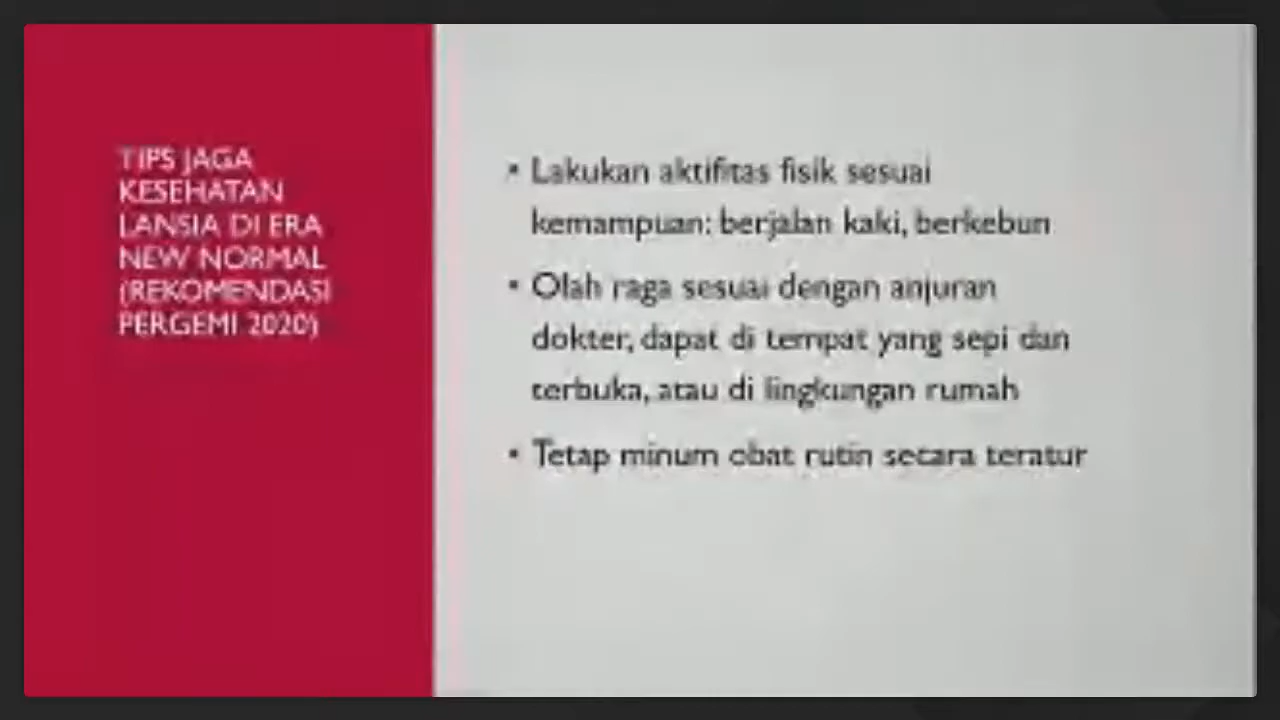 TIPS JAGA
KESEHATAN
LANSIA DI ERA
NEW NORMAL
(REKOMENDASI
PERGEMI 2020)
• Lakukan aktifitas fisik sesuai
kemampuan: berjalan kaki, berkebun
• Olah raga sesuai dengan anjuran
dokter, dapat di tempat yang sepi dan
terbuka, atau di lingkungan rumah
• Tetap minum obat rutin secara teratur